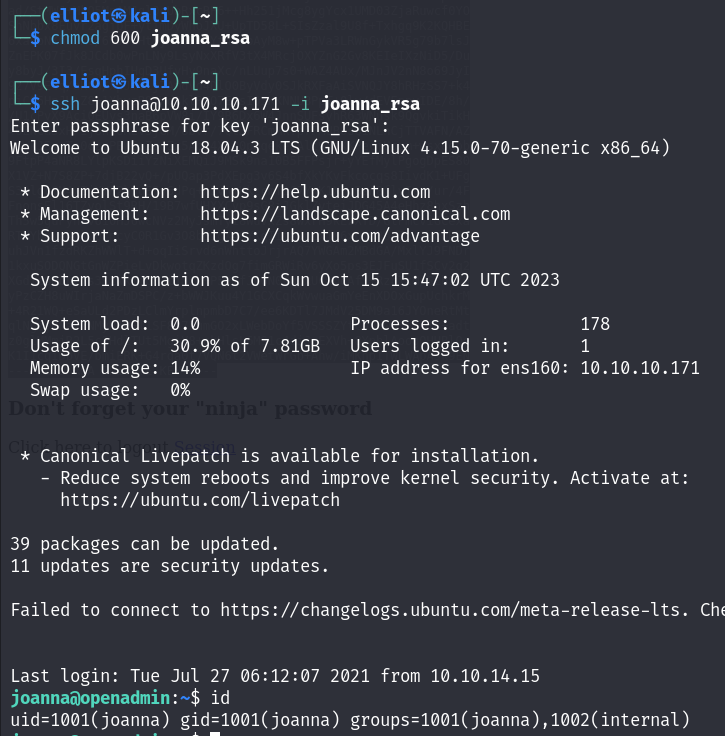 ┌──(elliot㉿kali)-[~]
└─$ chmod 600 joanna_rsa
┌──(elliot㉿kali)-[~]
└─$ ssh joanna@10.10.10.171 -i joanna_rsa
Enter passphrase for key 'joanna_rsa':
Welcome to Ubuntu 18.04.3 LTS (GNU/Linux 4.15.0-70-generic x86_64)
* Documentation:  https://help.ubuntu.com
* Management:     https://landscape.canonical.com
* Support:        https://ubuntu.com/advantage
System information as of Sun Oct 15 15:47:02 UTC 2023
System load:  0.0               Processes:             178
Usage of /:   30.9% of 7.81GB   Users logged in:       1
Memory usage: 14%               IP address for ens160: 10.10.10.171
Swap usage:   0%
Don't forget your "ninja" password
Click here to logout Session
* Canonical Livepatch is available for installation.
- Reduce system reboots and improve kernel security. Activate at:
https://ubuntu.com/livepatch
39 packages can be updated.
11 updates are security updates.
Failed to connect to https://changelogs.ubuntu.com/meta-release-lts. Che
Last login: Tue Jul 27 06:12:07 2021 from 10.10.14.15
joanna@openadmin:~$ id
uid=1001(joanna) gid=1001(joanna) groups=1001(joanna),1002(internal)